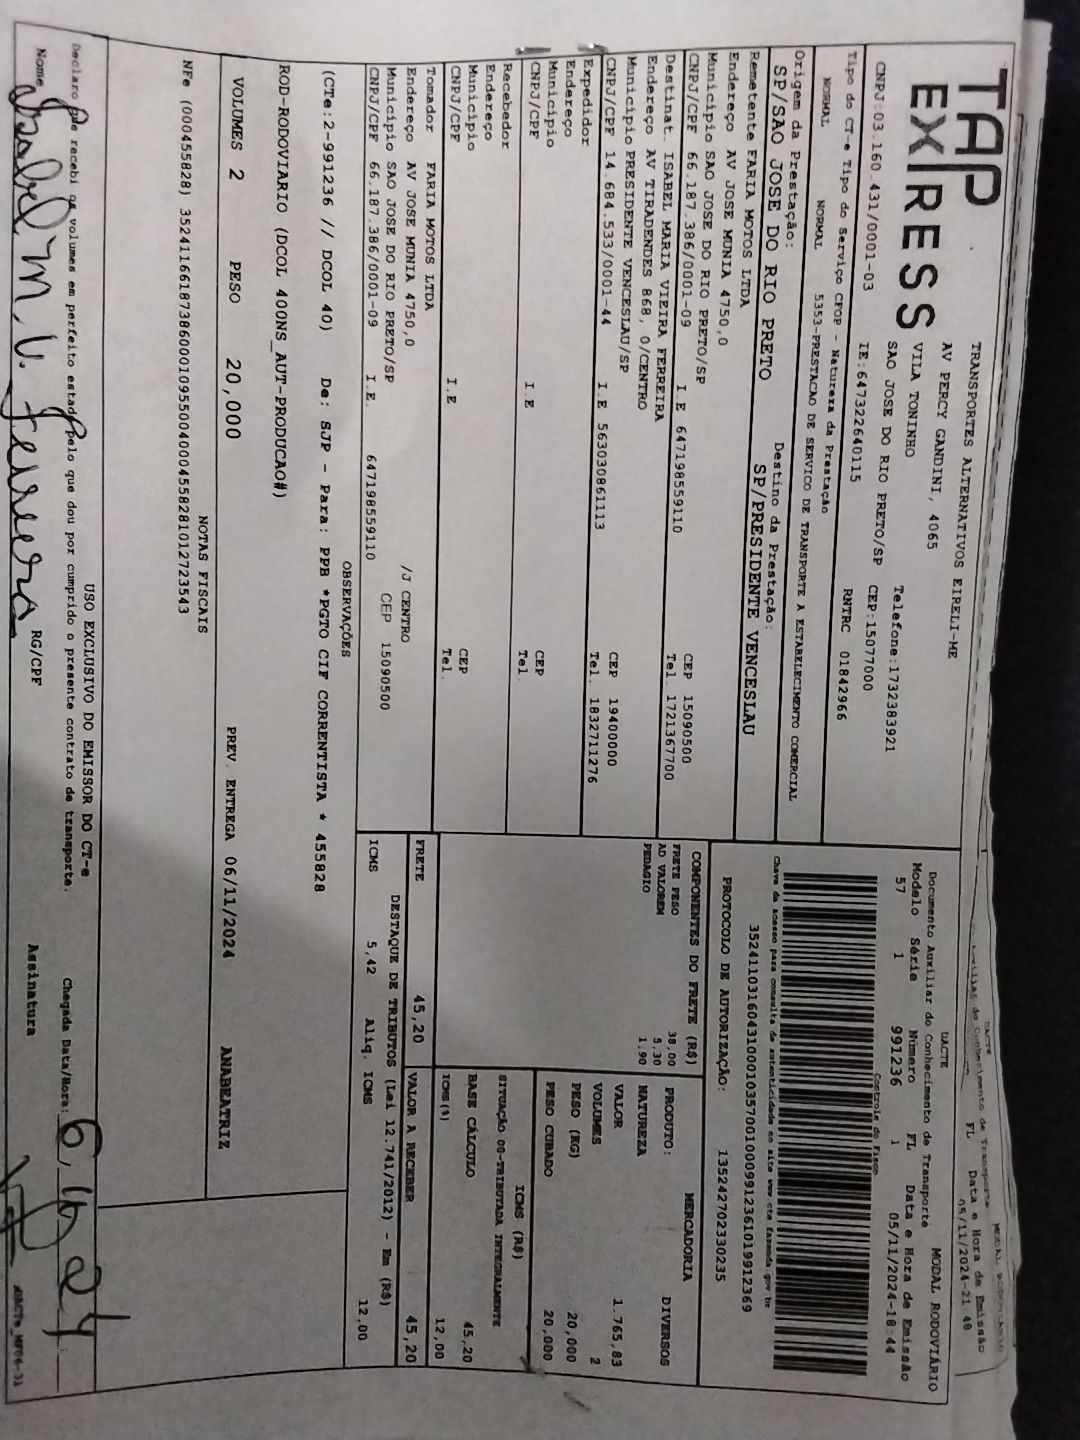 TAP
EX|RESS
TRANSPORTES ALTERNATIVOS EIRELI-ME
AV PERCY GANDINI, 4065
VILA TONINHO
SAO JOSE DO RIO PRETO/SP
Telefone:1732383921
CEP:15077000
CNPJ:03.160.431/0001-03
IE:647322640115
RNTRC 01842966
Tipo do CT-e Tipo do Serviço CFOP - Natureza da Prestação
NORMAL NORMAL 5353-PRESTACAO DE SERVICO DE TRANSPORTE A ESTABELECIMENTO COMERCIAL
Origem da Prestação: Destino da Prestação:
SP/SAO JOSE DO RIO PRETO SP/PRESIDENTE VENCESLAU
Remetente FARIA MOTOS LTDA
Endereço AV JOSE MUNIA 4750,0
Município SAO JOSE DO RIO PRETO/SP CEP 15090500
CNPJ/CPF 66.187.386/0001-09 I.E 647198559110 Tel. 1721367700
Destinat. ISABEL MARIA VIEIRA FERREIRA
Endereço AV TIRADENDES 868, 0/CENTRO
Município PRESIDENTE VENCESLAU/SP CEP 19400000
CNPJ/CPF 14.684.533/0001-44 I.E 563030861113 Tel. 1832711276
Expedidor
Endereço
Município CEP
CNPJ/CPF I.E Tel.
Recebedor
Endereço
Município CEP
CNPJ/CPF I.E Tel.
Tomador FARIA MOTOS LTDA
Endereço AV JOSE MUNIA 4750,0 /J CENTRO
Município SAO JOSE DO RIO PRETO/SP CEP 15090500
CNPJ/CPF 66.187.386/0001-09 I.E. 647198559110
DACTE
Documento Auxiliar do Conhecimento de Transporte MODAL RODOVIÁRIO
Modelo Série Número FL Data e Hora de Emissão
57 1 991236 1 05/11/2024-18:44
Controle do Fisco
Chave de acesso para consulta de autenticidade no site www.cte.fazenda.gov.br
35241103160431000103570010009912361019912369
PROTOCOLO DE AUTORIZAÇÃO: 135242702330235
COMPONENTES DO FRETE (R$)
FRETE PESO 38,00
AD VALOREM 5,30
PEDAGIO 1,90
MERCADORIA
PRODUTO: DIVERSOS
NATUREZA
VALOR 1.765,83
VOLUMES 2
PESO (KG) 20,000
PESO CUBADO 20,000
ICMS (R$)
SITUAÇÃO 00-TRIBUTADA INTEGRALMENTE
BASE CÁLCULO 45,20
ICMS(%) 12,00
FRETE 45,20 VALOR A RECEBER 45,20
DESTAQUE DE TRIBUTOS (Lei 12.741/2012) - Em (R$)
ICMS 5,42 Aliq. ICMS 12,00
OBSERVAÇÕES
(CTe:2-991236 // DCOL 40) De: SJP - Para: PPB *PGTO CIF CORRENTISTA * 455828
ROD-RODOVIARIO (DCOL 400NS_AUT-PRODUCAO#)
VOLUMES 2 PESO 20,000 PREV. ENTREGA 06/11/2024 ANABEATRIZ
NOTAS FISCAIS
NFe (000455828) 35241166187386000109550040004558281012723543
USO EXCLUSIVO DO EMISSOR DO CT-e
Declaro que recebi os volumes em perfeito estado pelo que dou por cumprido o presente contrato de transporte. Chegada Data/Hora:
Nome Isabel M. V. Ferreira RG/CPF Assinatura